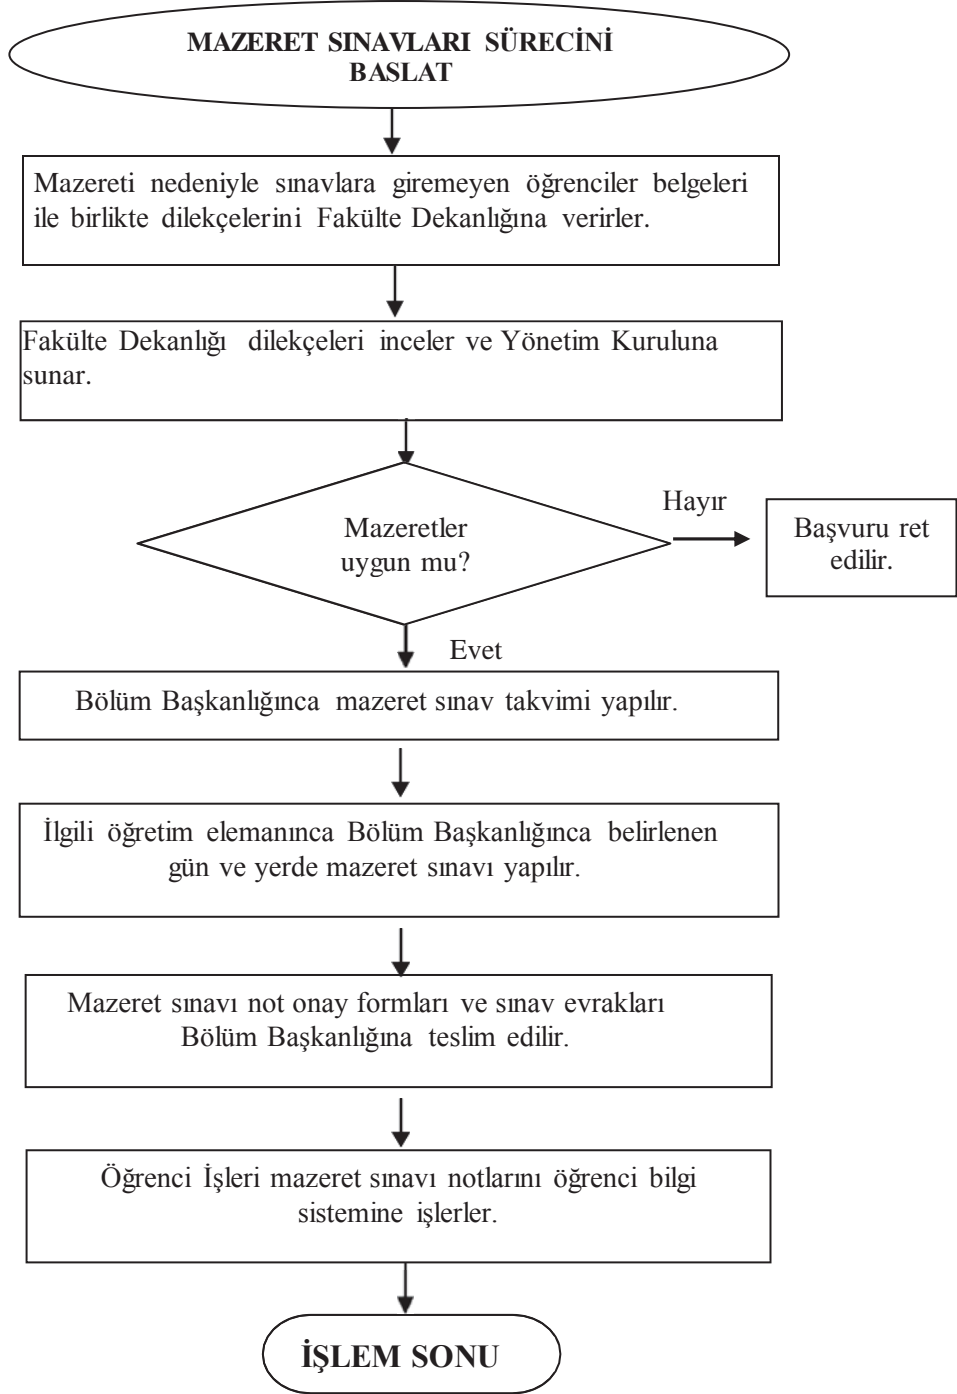 MAZERET SINAVLARI SÜRECİNİ
BASLAT
Mazereti nedeniyle sınavlara giremeyen öğrenciler belgeleri
ile birlikte dilekçelerini Fakülte Dekanlığına verirler.
Fakülte Dekanlığı dilekçeleri inceler ve Yönetim Kuruluna
sunar.
Mazeretler
uygun mu?
Hayır
Başvuru ret
edilir.
Evet
Bölüm Başkanlığınca mazeret sınav takvimi yapılır.
İlgili öğretim elemanınca Bölüm Başkanlığınca belirlenen
gün ve yerde mazeret sınavı yapılır.
Mazeret sınavı not onay formları ve sınav evrakları
Bölüm Başkanlığına teslim edilir.
Öğrenci İşleri mazeret sınavı notlarını öğrenci bilgi
sistemine işlerler.
İŞLEM SONU